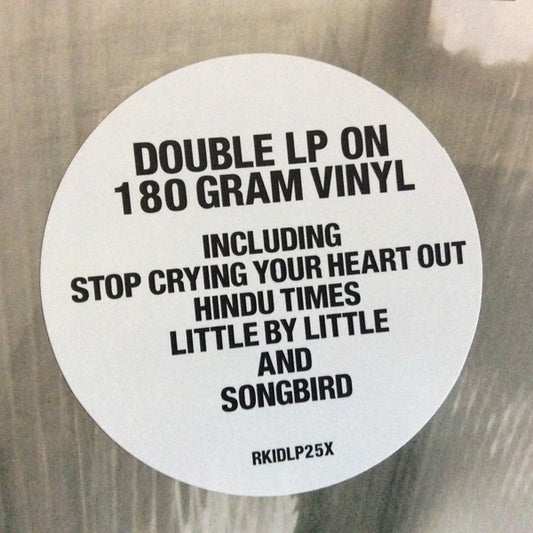 DOUBLE LP ON
180 GRAM VINYL
INCLUDING
STOP CRYING YOUR HEART OUT
HINDU TIMES
LITTLE BY LITTLE
AND
SONGBIRD
RKIDLP25X